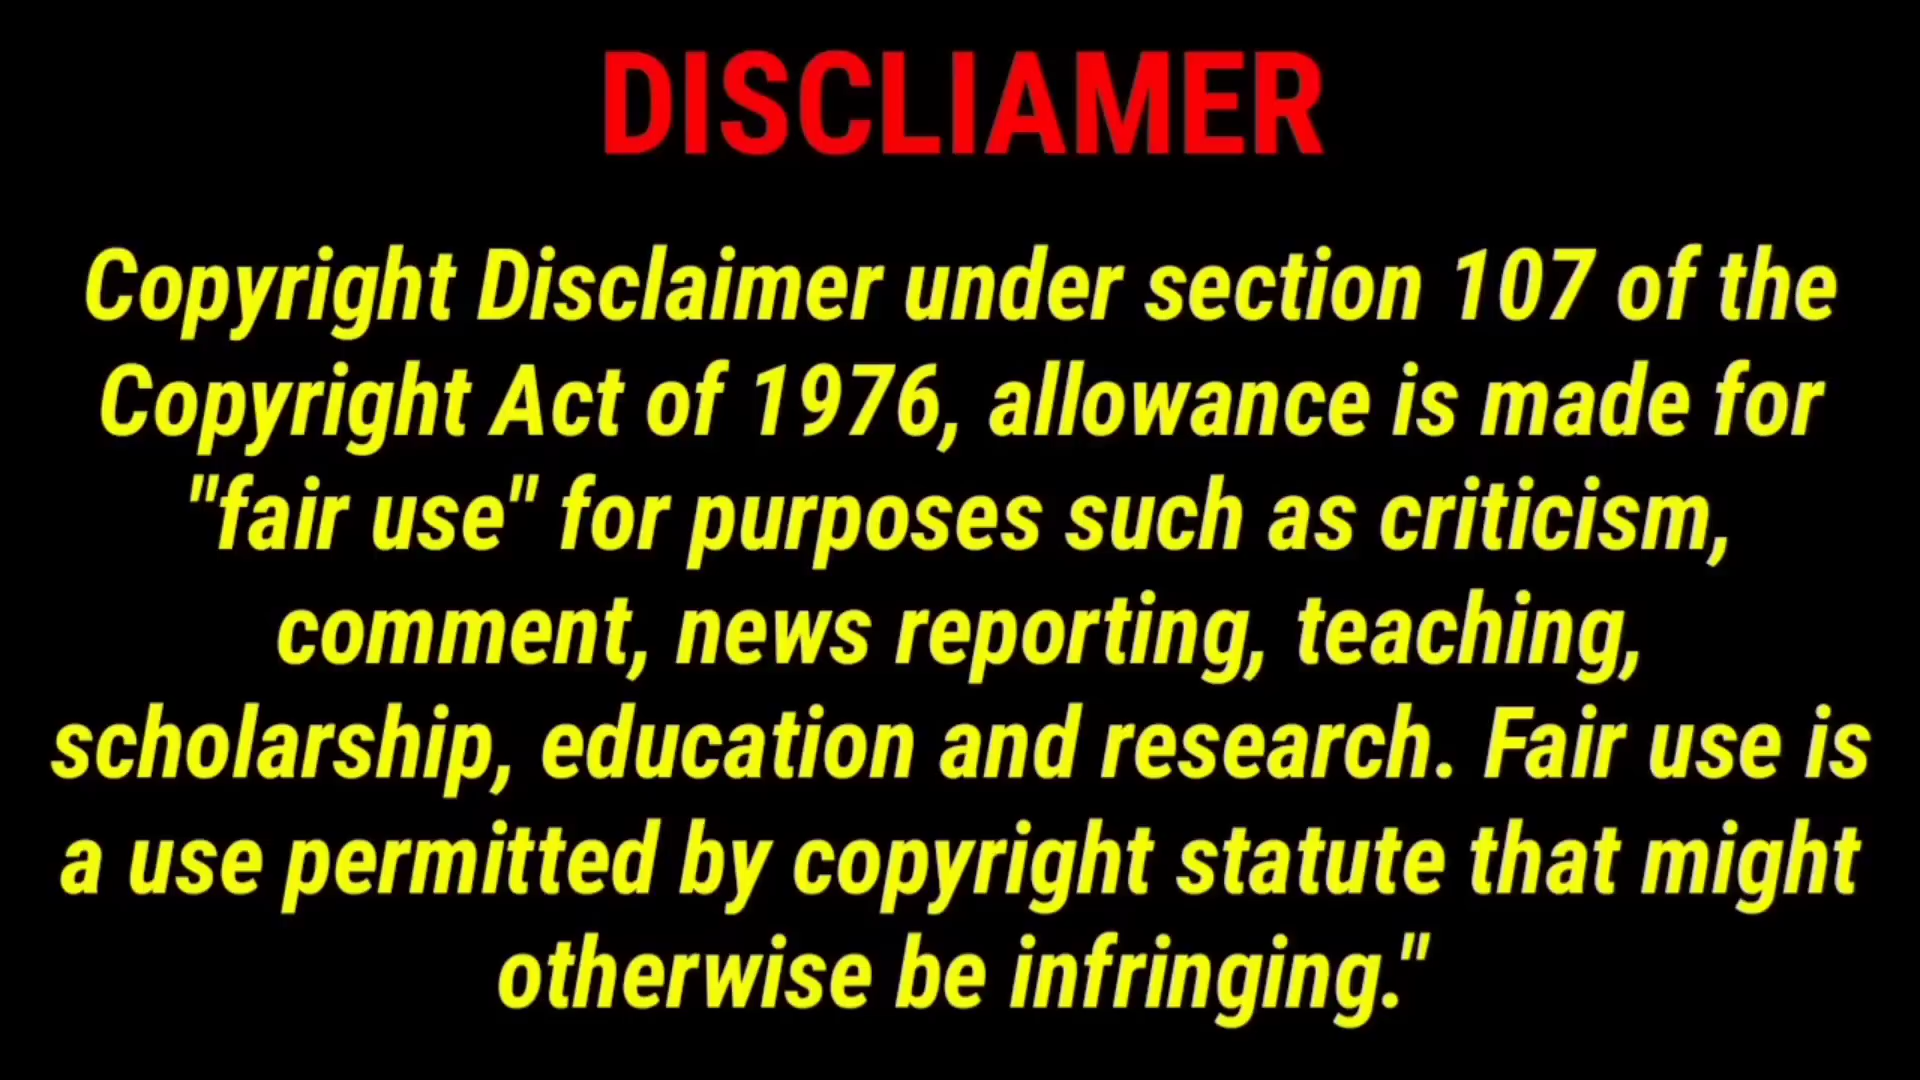 DISCLIAMER
Copyright Disclaimer under section 107 of the
Copyright Act of 1976, allowance is made for
"fair use" for purposes such as criticism,
comment, news reporting, teaching,
scholarship, education and research. Fair use is
a use permitted by copyright statute that might
otherwise be infringing."